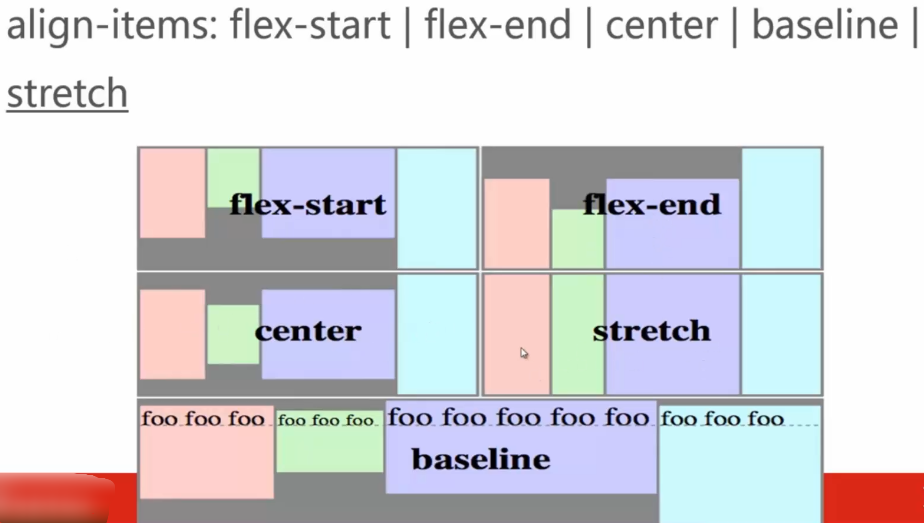 align-items: flex-start | flex-end | center | baseline |
stretch
flex-start
flex-end
center
stretch
foo foo foo foo foo foo foo foo foo foo foo foo foo foo
baseline